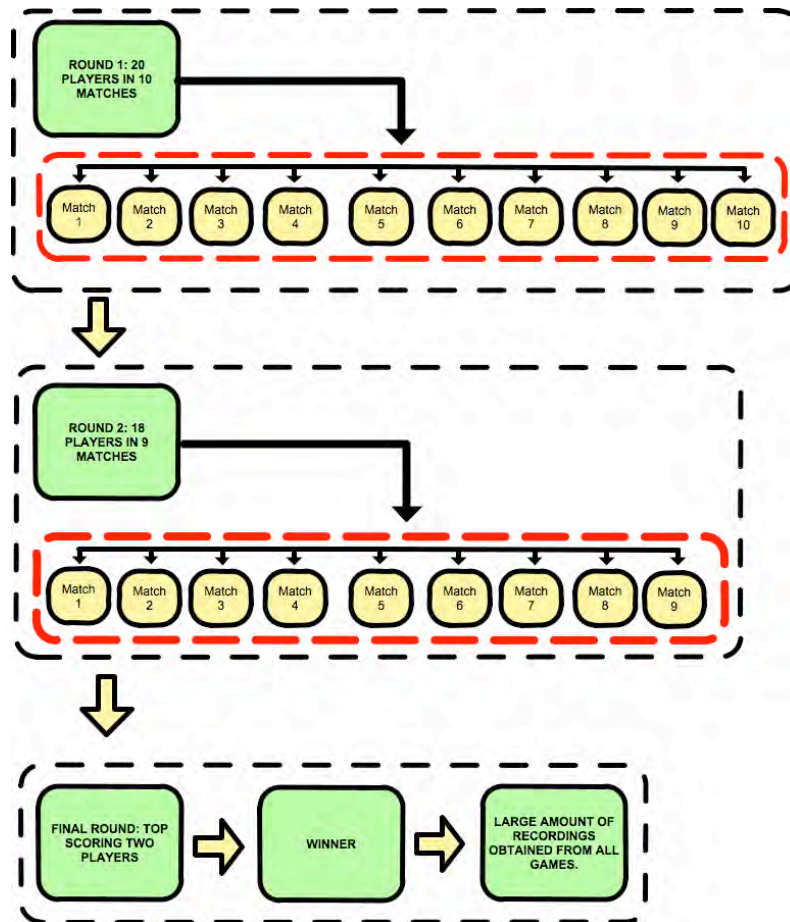 ROUND 1: 20
PLAYERS IN 10
MATCHES
Match
1
Match
2
Match
3
Match
4
Match
5
Match
6
Match
7
Match
8
Match
9
Match
10
ROUND 2: 18
PLAYERS IN 9
MATCHES
Match
1
Match
2
Match
3
Match
4
Match
5
Match
6
Match
7
Match
8
Match
9
FINAL ROUND: TOP
SCORING TWO
PLAYERS
WINNER
LARGE AMOUNT OF
RECORDINGS
OBTAINED FROM ALL
GAMES.